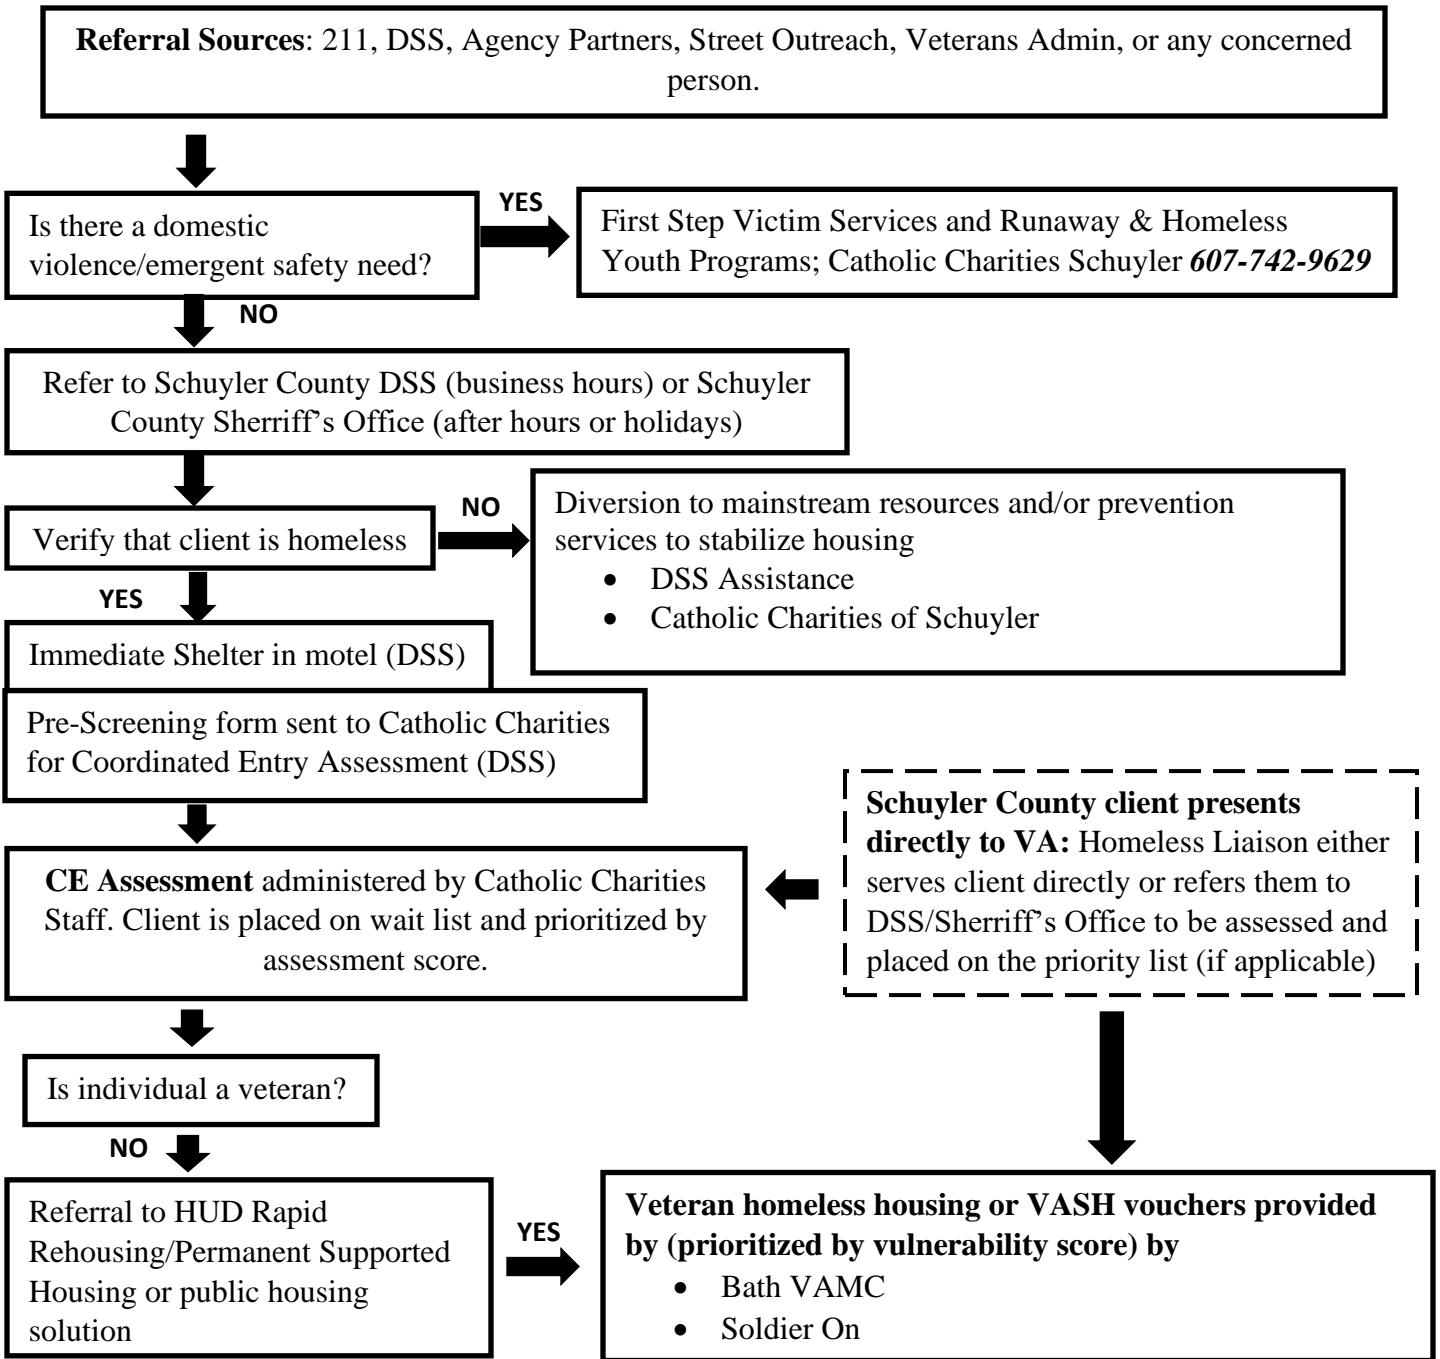 Referral Sources: 211, DSS, Agency Partners, Street Outreach, Veterans Admin, or any concerned
person.
Is there a domestic
violence/emergent safety need?
YES
First Step Victim Services and Runaway & Homeless
Youth Programs; Catholic Charities Schuyler 607-742-9629
NO
Refer to Schuyler County DSS (business hours) or Schuyler
County Sherriff’s Office (after hours or holidays)
Verify that client is homeless
NO
Diversion to mainstream resources and/or prevention
services to stabilize housing
• DSS Assistance
• Catholic Charities of Schuyler
YES
Immediate Shelter in motel (DSS)
Pre-Screening form sent to Catholic Charities
for Coordinated Entry Assessment (DSS)
Schuyler County client presents
directly to VA: Homeless Liaison either
serves client directly or refers them to
DSS/Sherriff’s Office to be assessed and
placed on the priority list (if applicable)
CE Assessment administered by Catholic Charities
Staff. Client is placed on wait list and prioritized by
assessment score.
Is individual a veteran?
NO
Referral to HUD Rapid
Rehousing/Permanent Supported
Housing or public housing
solution
YES
Veteran homeless housing or VASH vouchers provided
by (prioritized by vulnerability score) by
• Bath VAMC
• Soldier On